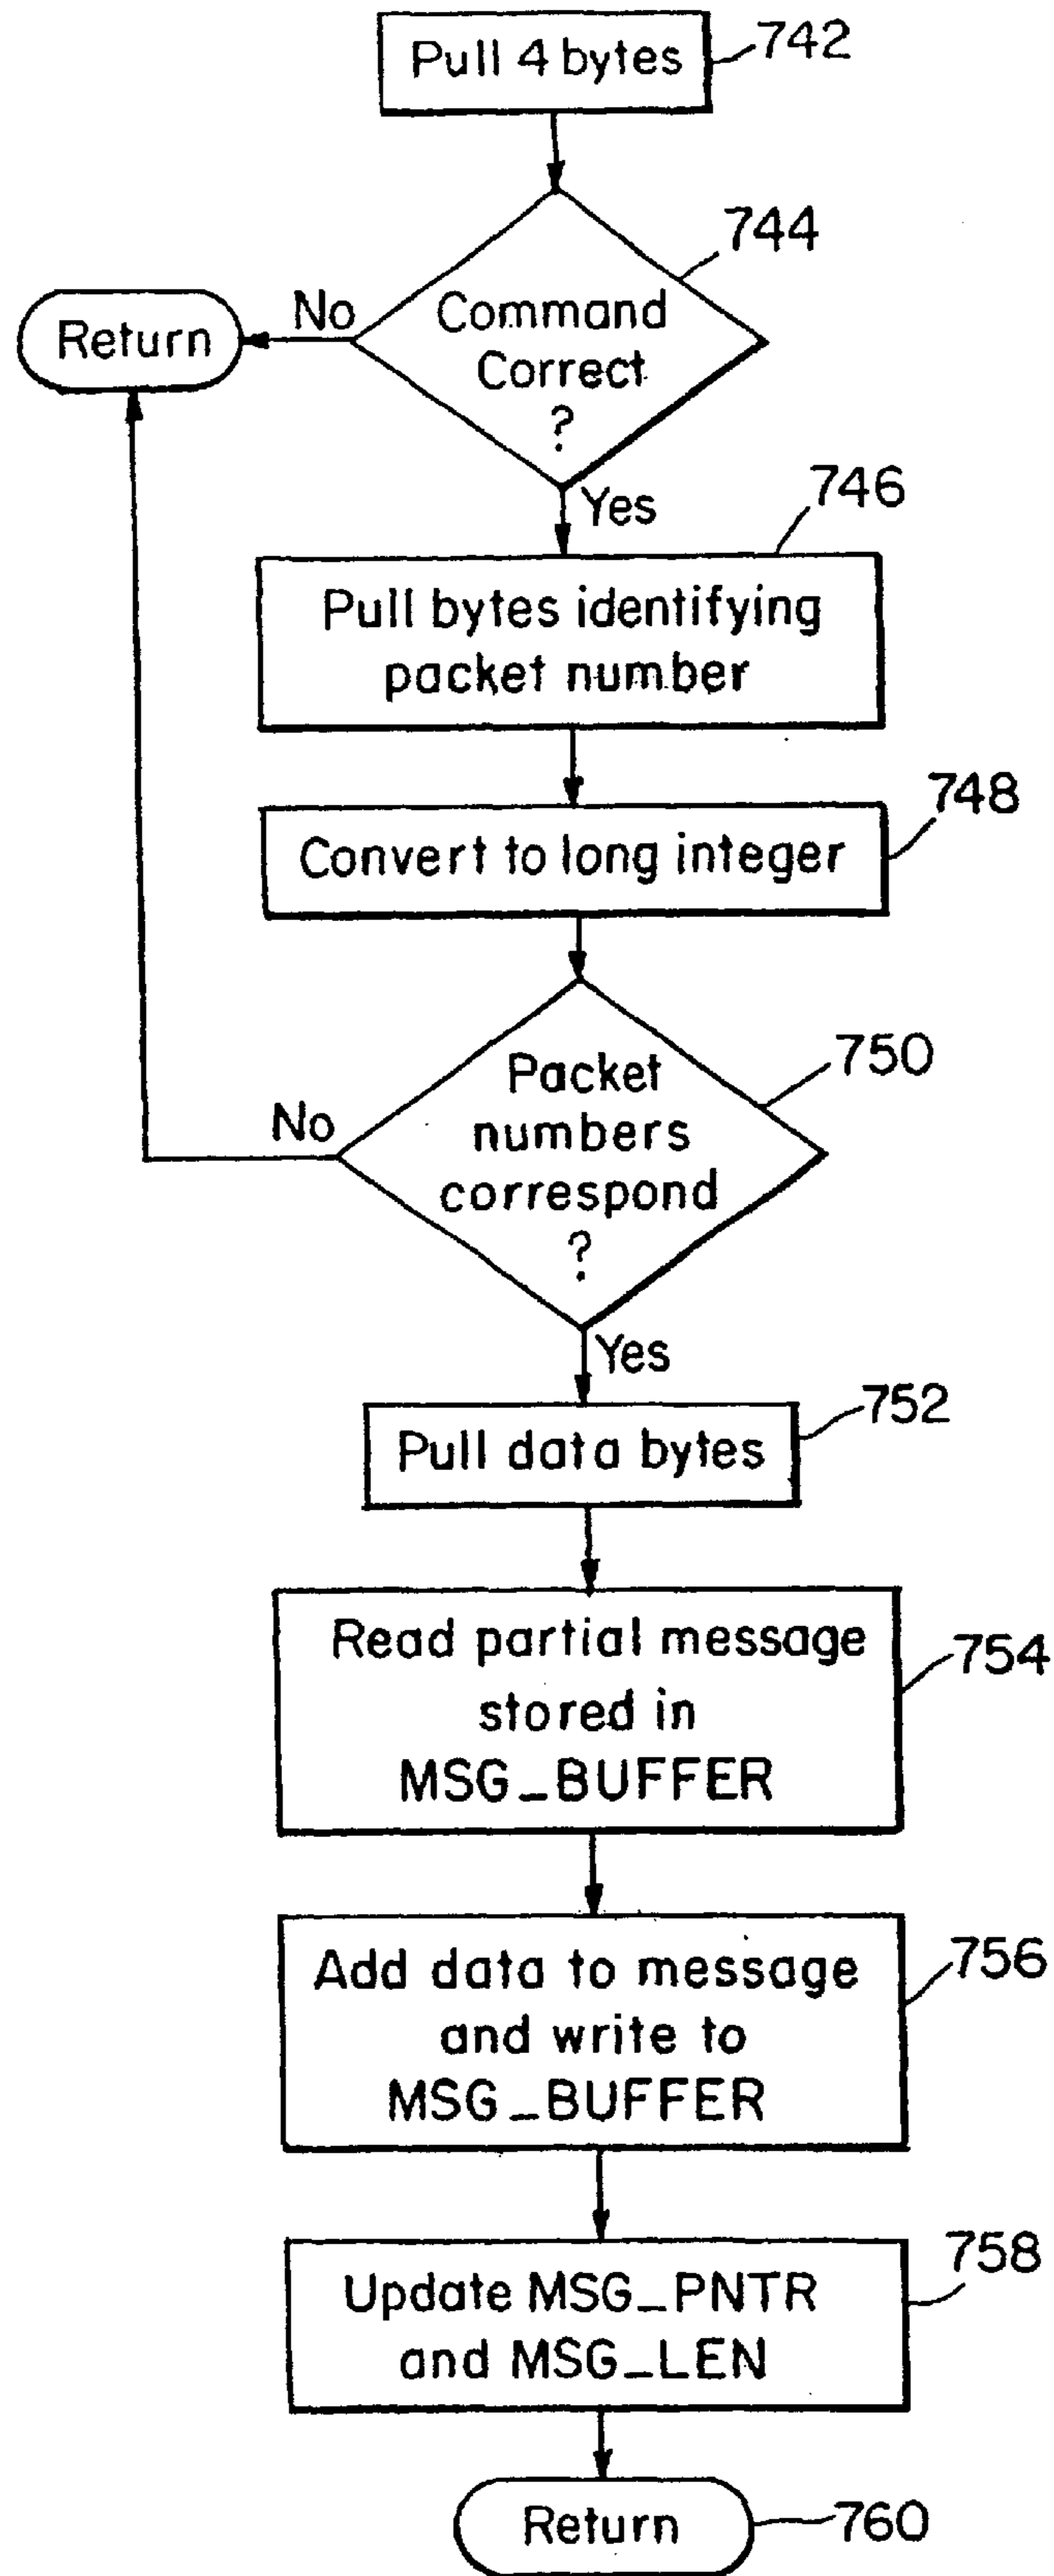 Pull 4 bytes
742
744
Command
Correct
?
No
Return
Yes
746
Pull bytes identifying
packet number
748
Convert to long integer
750
Packet
numbers
correspond
?
No
Yes
752
Pull data bytes
Read partial message
stored in
MSG_BUFFER
754
Add data to message
and write to
MSG_BUFFER
756
758
Update MSG_PNTR
and MSG_LEN
Return
760